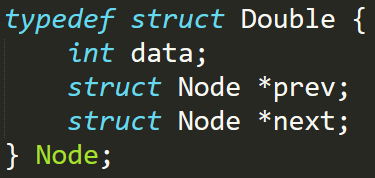 typedef struct Double {
    int data;
    struct Node *prev;
    struct Node *next;
} Node;